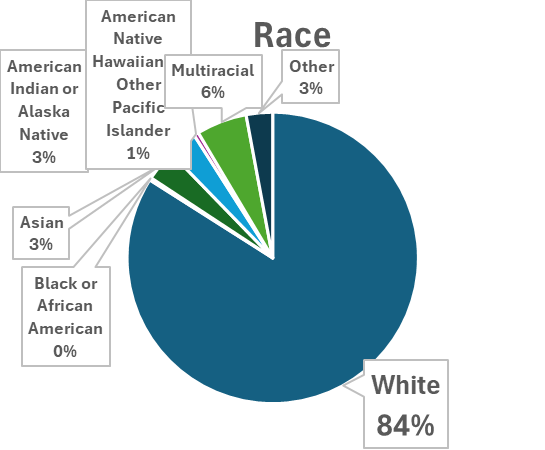 Race
American
Native
Hawaiian
Other
Pacific
Islander
1%
American
Indian or
Alaska
Native
3%
Multiracial
6%
Other
3%
Asian
3%
Black or
African
American
0%
White
84%